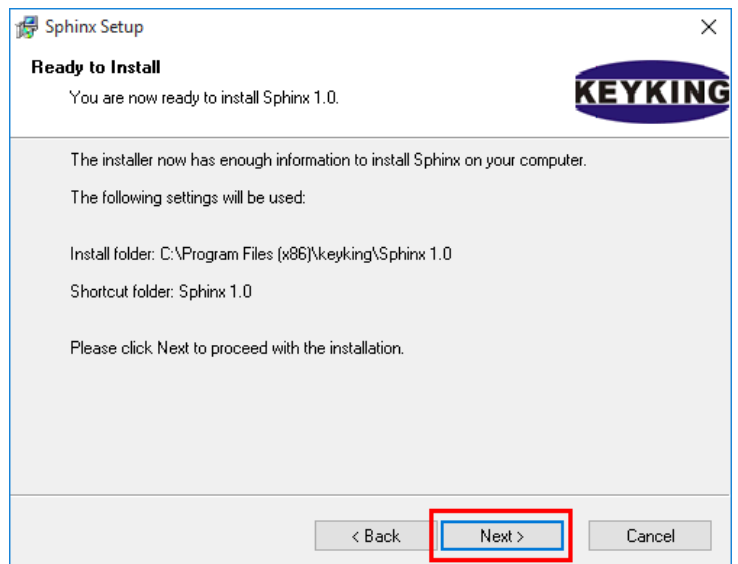 Sphinx Setup
Ready to Install
You are now ready to install Sphinx 1.0.
KEYKING
The installer now has enough information to install Sphinx on your computer.
The following settings will be used:
Install folder: C:\Program Files (x86)\keyking\Sphinx 1.0
Shortcut folder: Sphinx 1.0
Please click Next to proceed with the installation.
< Back
Next >
Cancel